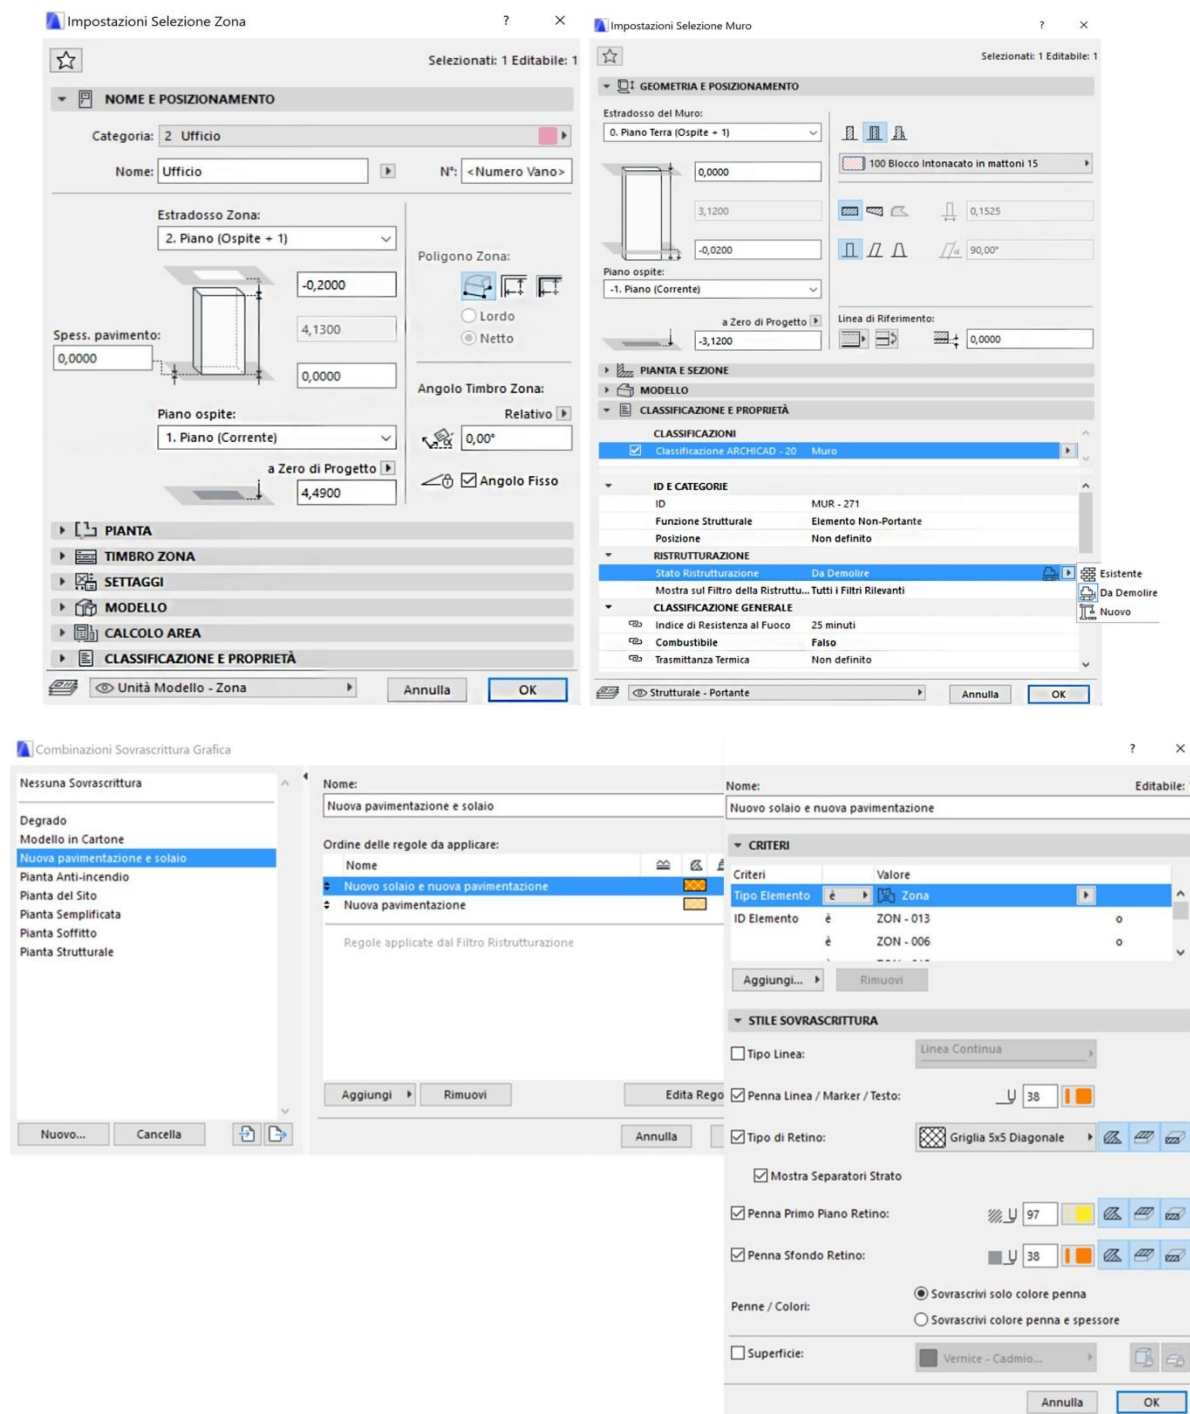 Impostazioni Selezione Zona ? ×
Selezionati: 1 Editabile: 1
NOME E POSIZIONAMENTO
Categoria: 2 Ufficio
Nome: Ufficio N°: <Numero Vano>
Estradosso Zona:
2. Piano (Ospite + 1)
Poligono Zona:
-0,2000
Lordo
4,1300
Netto
Spess. pavimento:
0,0000
0,0000
Angolo Timbro Zona:
Piano ospite:
Relativo
1. Piano (Corrente)
0,00°
a Zero di Progetto
Angolo Fisso
4,4900
PIANTA
TIMBRO ZONA
SETTAGGI
MODELLO
CALCOLO AREA
CLASSIFICAZIONE E PROPRIETÀ
Unità Modello - Zona Annulla OK
Impostazioni Selezione Muro ? ×
Selezionati: 1 Editabile: 1
GEOMETRIA E POSIZIONAMENTO
Estradosso del Muro:
0. Piano Terra (Ospite + 1)
100 Blocco Intonacato in mattoni 15
0,0000
3,1200 0,1525
-0,0200 α 90,00°
Piano ospite:
-1. Piano (Corrente)
a Zero di Progetto Linea di Riferimento:
-3,1200 0,0000
PIANTA E SEZIONE
MODELLO
CLASSIFICAZIONE E PROPRIETÀ
CLASSIFICAZIONI
Classificazione ARCHICAD - 20 Muro
ID E CATEGORIE
ID MUR - 271
Funzione Strutturale Elemento Non-Portante
Posizione Non definito
RISTRUTTURAZIONE
Stato Ristrutturazione Da Demolire Esistente
Mostra sul Filtro della Ristruttu... Tutti i Filtri Rilevanti Da Demolire
CLASSIFICAZIONE GENERALE Nuovo
Indice di Resistenza al Fuoco 25 minuti
Combustibile Falso
Trasmittanza Termica Non definito
Strutturale - Portante Annulla OK
Combinazioni Sovrascrittura Grafica
Nessuna Sovrascrittura
Degrado
Modello in Cartone
Nuova pavimentazione e solaio
Pianta Anti-incendio
Pianta del Sito
Pianta Semplificata
Pianta Soffitto
Pianta Strutturale
Nuovo... Cancella
Nome:
Nuova pavimentazione e solaio
Ordine delle regole da applicare:
Nome
Nuovo solaio e nuova pavimentazione
Nuova pavimentazione
Regole applicate dal Filtro Ristrutturazione
Aggiungi Rimuovi Edita Rego
Annulla
? ×
Nome: Editabile:
Nuovo solaio e nuova pavimentazione
CRITERI
Criteri Valore
Tipo Elemento è Zona
ID Elemento è ZON - 013 o
è ZON - 006 o
Aggiungi... Rimuovi
STILE SOVRASCRITTURA
Tipo Linea: Linea Continua
Penna Linea / Marker / Testo: 38
Tipo di Retino: Griglia 5x5 Diagonale
Mostra Separatori Strato
Penna Primo Piano Retino: 97
Penna Sfondo Retino: 38
Penne / Colori: Sovrascrivi solo colore penna
Sovrascrivi colore penna e spessore
Superficie: Vernice - Cadmio...
Annulla OK